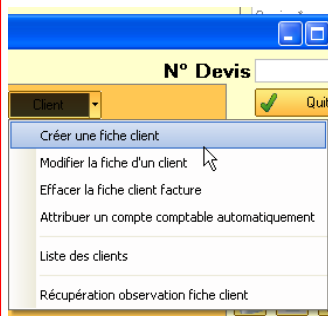 N° Devis
Client
Créer une fiche client
Modifier la fiche d'un client
Effacer la fiche client facture
Attribuer un compte comptable automatiquement
Liste des clients
Récupération observation fiche client